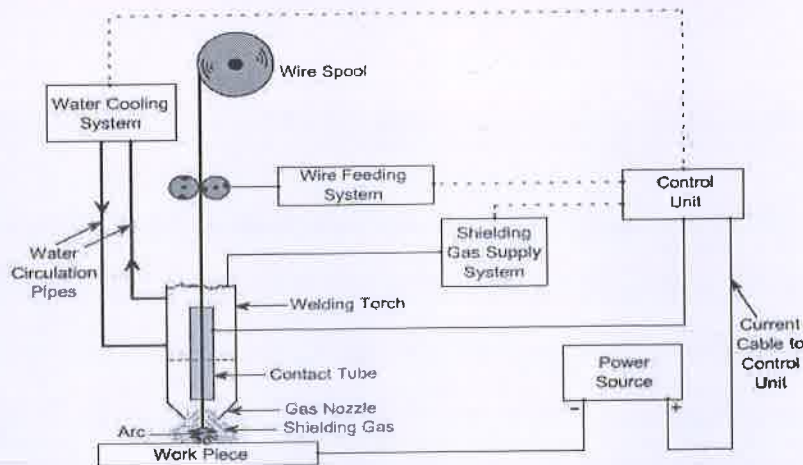 Wire Spool
Water Cooling
System
Wire Feeding
System
Control
Unit
Shielding
Gas Supply
System
Water
Circulation
Pipes
Welding Torch
Current
Cable to
Control
Unit
Power
Source
Contact Tube
Gas Nozzle
Shielding Gas
Arc
− +
Work Piece